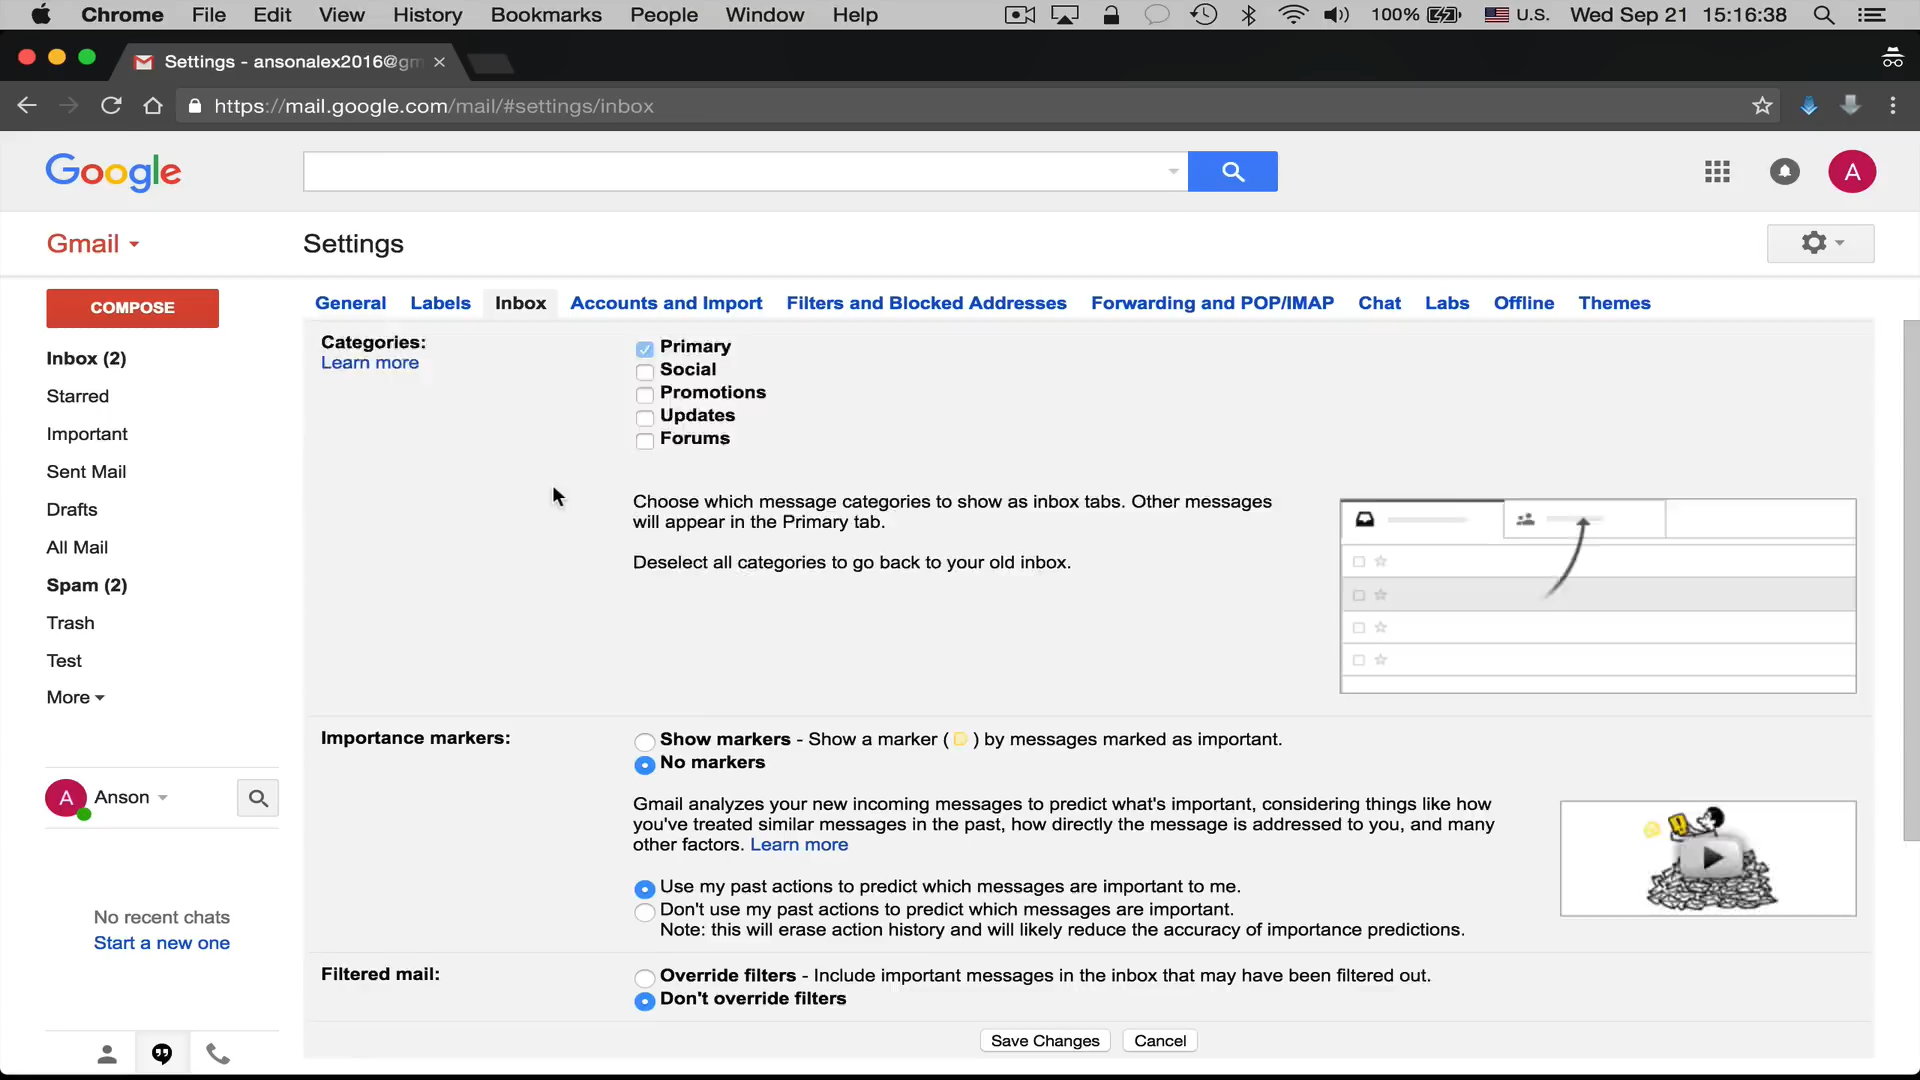 Chrome File Edit View History Bookmarks People Window Help 100% U.S. Wed Sep 21 15:16:38
Settings - ansonalex2016@gm
https://mail.google.com/mail/#settings/inbox
Google
A
Gmail
Settings
COMPOSE
Inbox (2)
Starred
Important
Sent Mail
Drafts
All Mail
Spam (2)
Trash
Test
More
A Anson
No recent chats
Start a new one
General Labels Inbox Accounts and Import Filters and Blocked Addresses Forwarding and POP/IMAP Chat Labs Offline Themes
Categories:
Learn more
Primary
Social
Promotions
Updates
Forums
Choose which message categories to show as inbox tabs. Other messages
will appear in the Primary tab.
Deselect all categories to go back to your old inbox.
Importance markers:
Show markers - Show a marker ( ) by messages marked as important.
No markers
Gmail analyzes your new incoming messages to predict what's important, considering things like how
you've treated similar messages in the past, how directly the message is addressed to you, and many
other factors. Learn more
Use my past actions to predict which messages are important to me.
Don't use my past actions to predict which messages are important.
Note: this will erase action history and will likely reduce the accuracy of importance predictions.
Filtered mail:
Override filters - Include important messages in the inbox that may have been filtered out.
Don't override filters
Save Changes Cancel